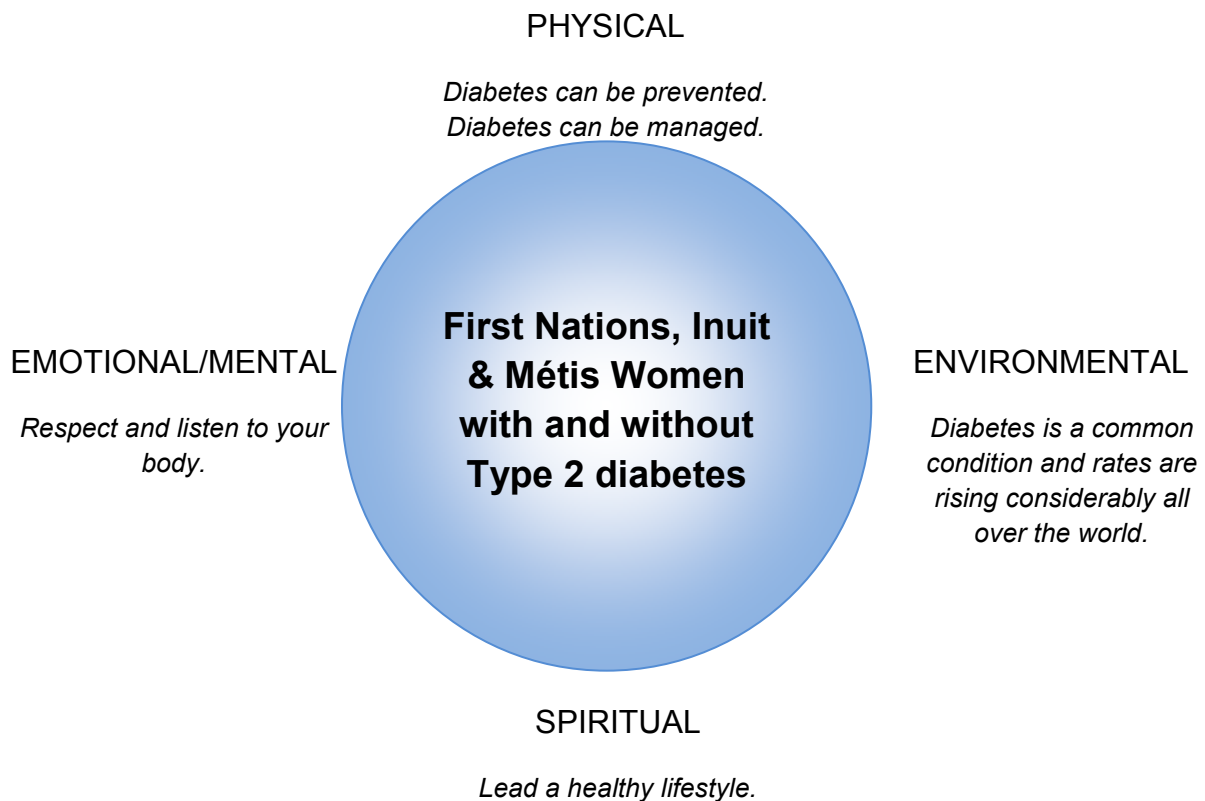 PHYSICAL
Diabetes can be prevented.
Diabetes can be managed.
First Nations, Inuit
& Métis Women
with and without
Type 2 diabetes
EMOTIONAL/MENTAL
Respect and listen to your
body.
ENVIRONMENTAL
Diabetes is a common
condition and rates are
rising considerably all
over the world.
SPIRITUAL
Lead a healthy lifestyle.